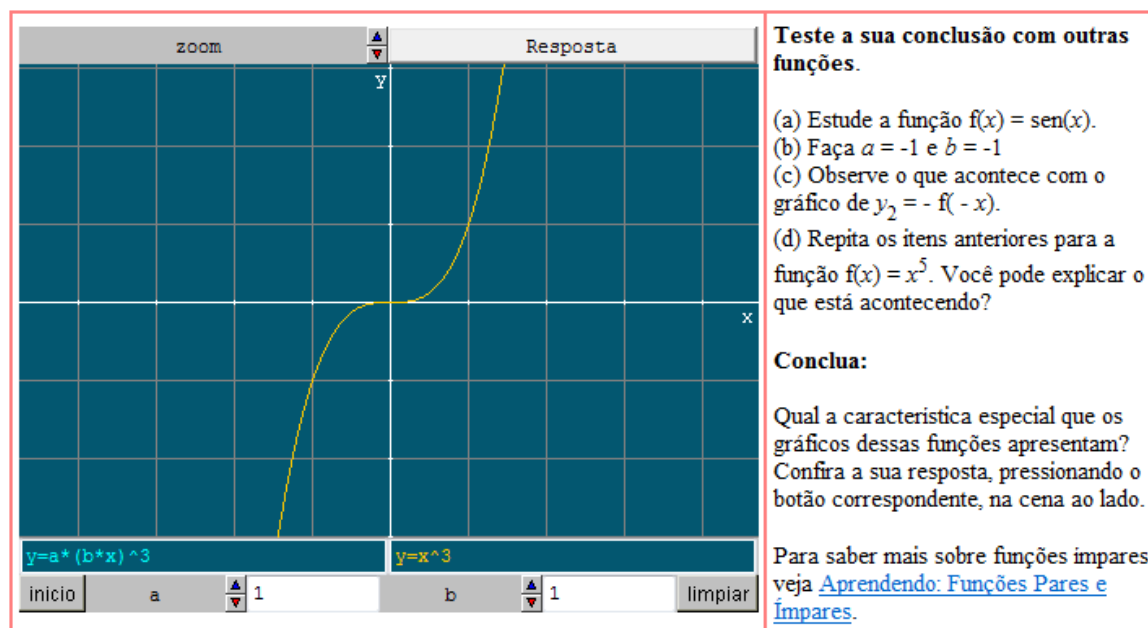 zoom
Resposta
y
x
y=a*(b*x)^3
y=x^3
inicio
a
1
b
1
limpiar
Teste a sua conclusão com outras
funções.
(a) Estude a função f(x) = sen(x).
(b) Faça a = -1 e b = -1
(c) Observe o que acontece com o
gráfico de y₂ = - f( - x).
(d) Repita os itens anteriores para a
função f(x) = x⁵. Você pode explicar o
que está acontecendo?
Conclua:
Qual a caracteristica especial que os
gráficos dessas funções apresentam?
Confira a sua resposta, pressionando o
botão correspondente, na cena ao lado.
Para saber mais sobre funções impares
veja Aprendendo: Funções Pares e
Ímpares.